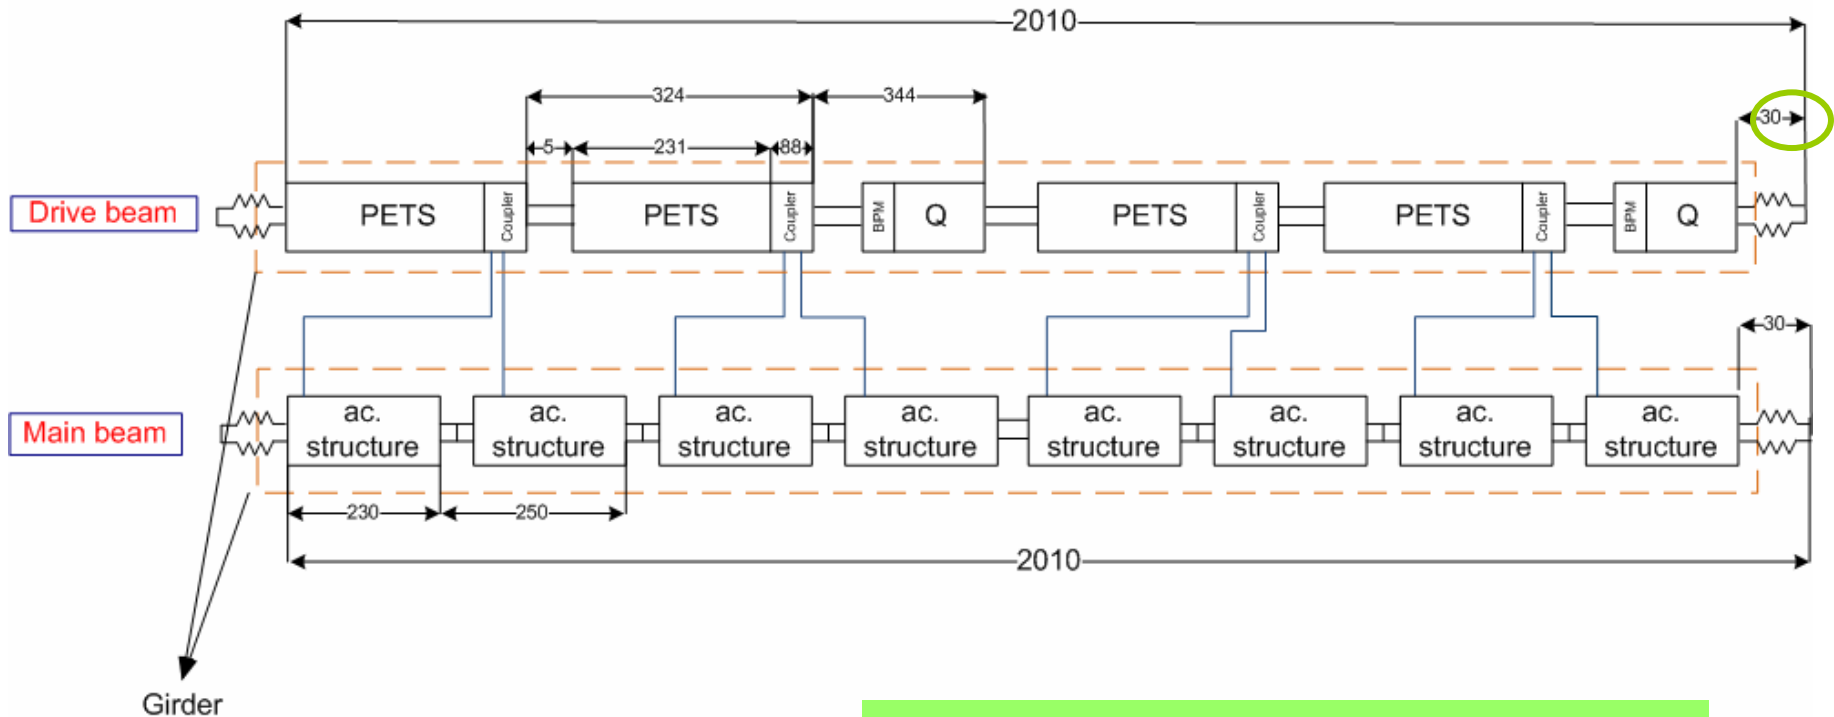 2010
324
344
30
5
231
88
Drive beam
PETS
Coupler
PETS
Coupler
BPM
Q
PETS
Coupler
PETS
Coupler
BPM
Q
30
Main beam
ac.
structure
ac.
structure
ac.
structure
ac.
structure
ac.
structure
ac.
structure
ac.
structure
ac.
structure
230
250
2010
Girder